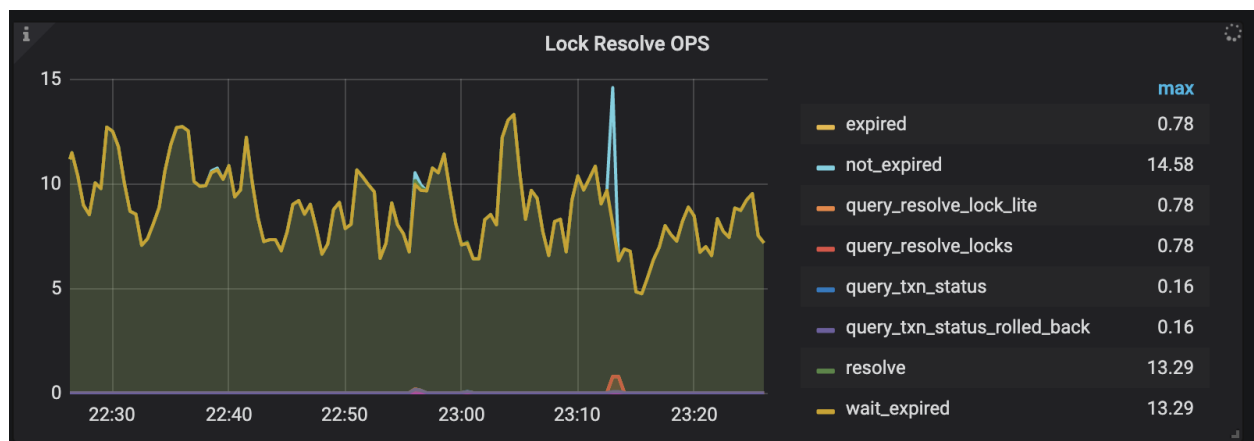 Lock Resolve OPS
15
10
5
0
22:30 22:40 22:50 23:00 23:10 23:20
max
expired 0.78
not_expired 14.58
query_resolve_lock_lite 0.78
query_resolve_locks 0.78
query_txn_status 0.16
query_txn_status_rolled_back 0.16
resolve 13.29
wait_expired 13.29